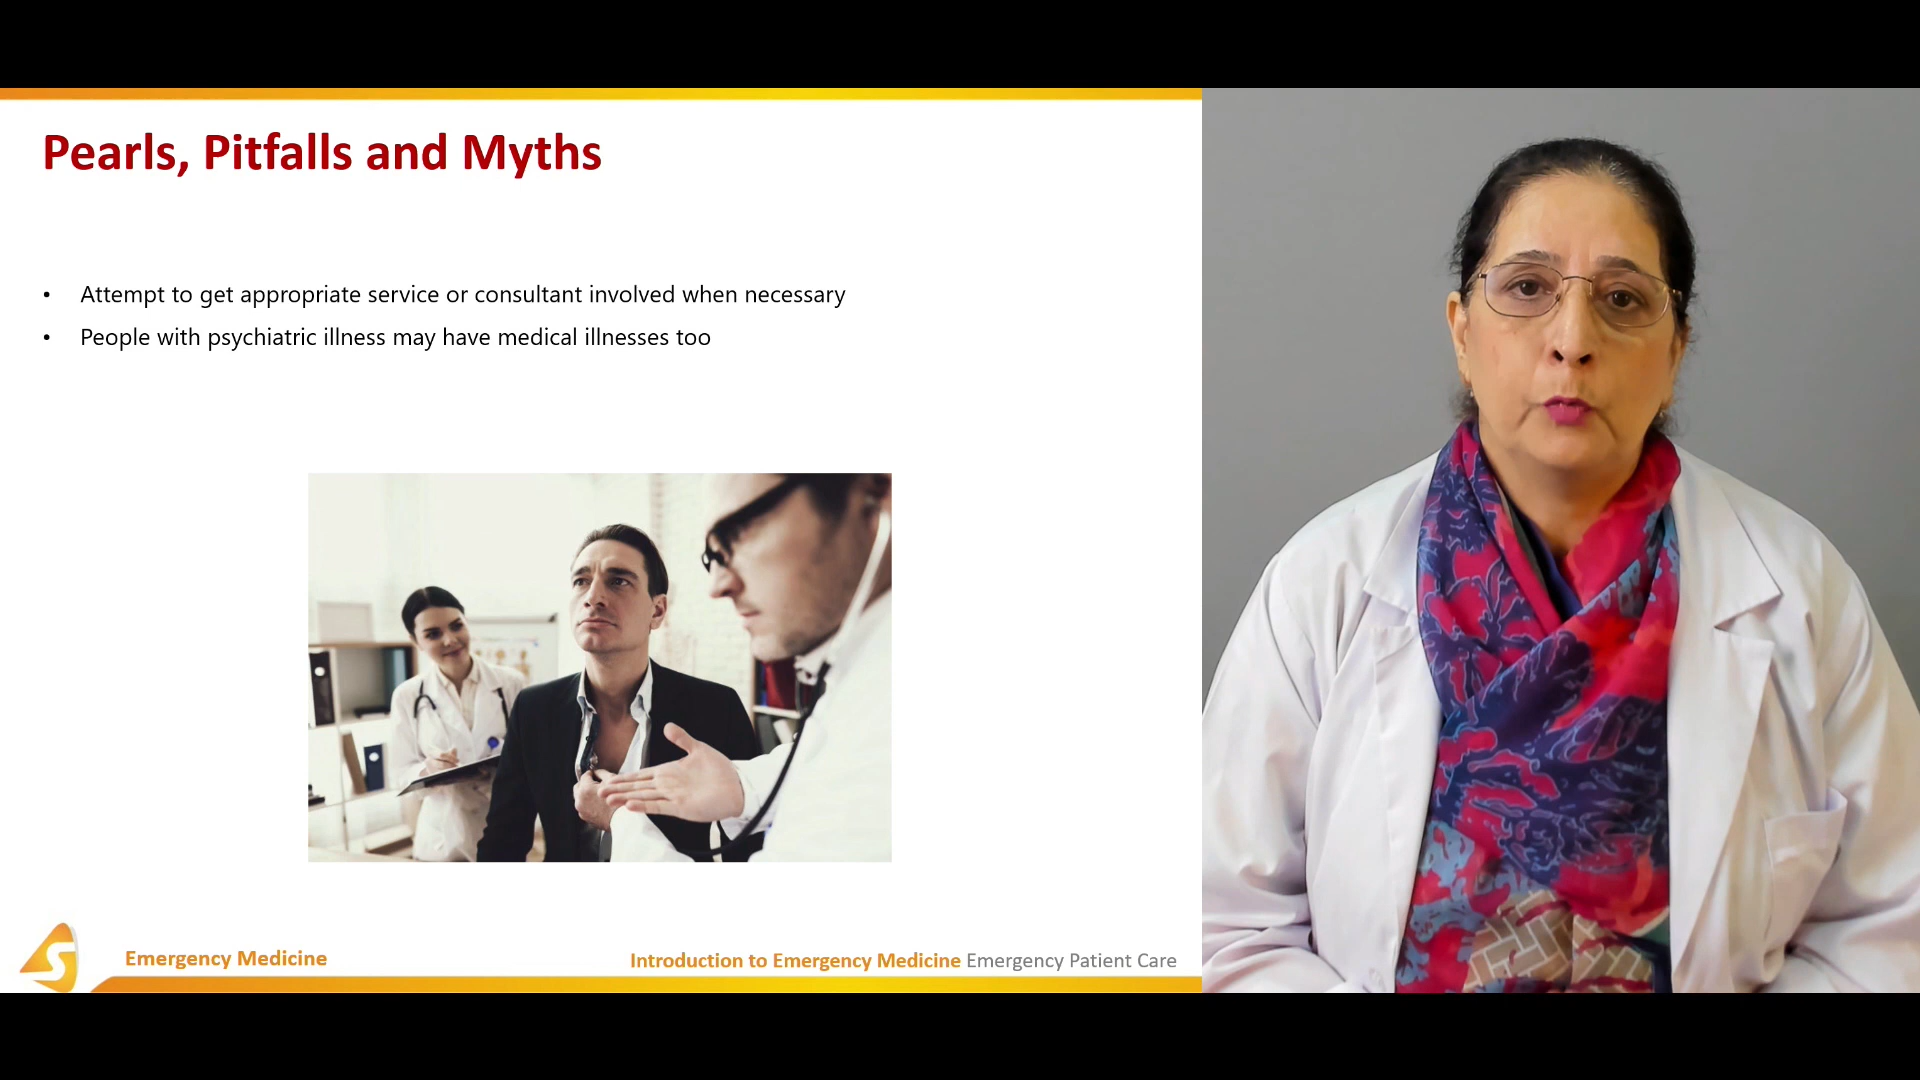 Pearls, Pitfalls and Myths
• Attempt to get appropriate service or consultant involved when necessary
• People with psychiatric illness may have medical illnesses too
S
Emergency Medicine
Introduction to Emergency Medicine Emergency Patient Care